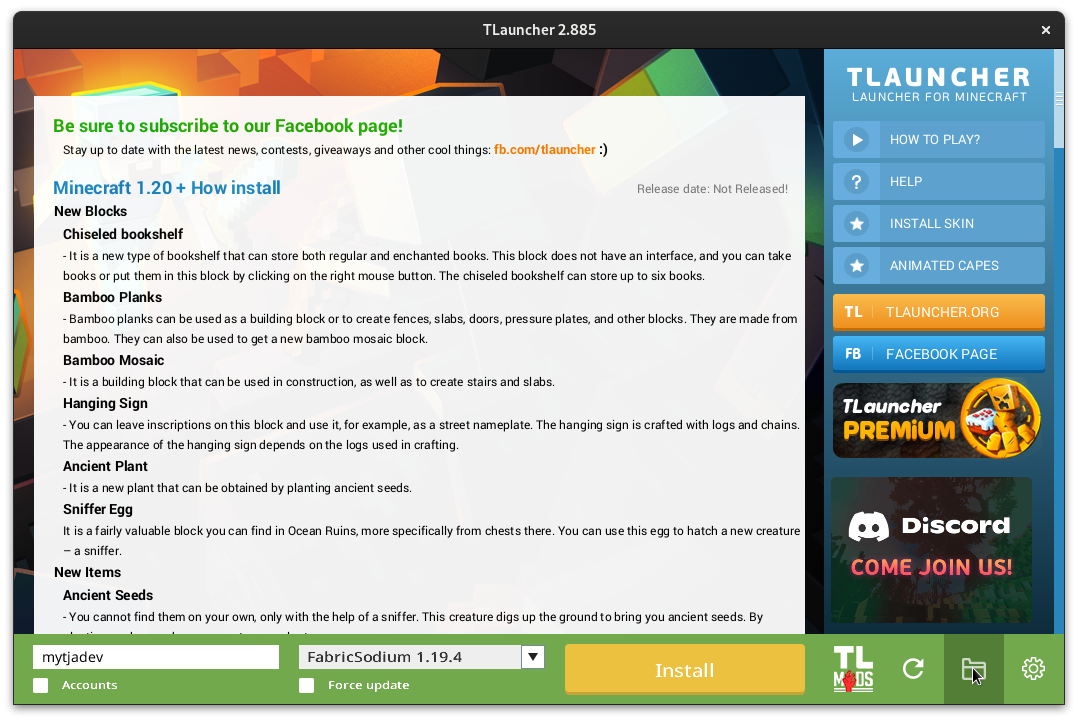 TLauncher 2.885
Be sure to subscribe to our Facebook page!
Stay up to date with the latest news, contests, giveaways and other cool things: fb.com/tlauncher :)
Minecraft 1.20 + How install
Release date: Not Released!
New Blocks
Chiseled bookshelf
- It is a new type of bookshelf that can store both regular and enchanted books. This block does not have an interface, and you can take
books or put them in this block by clicking on the right mouse button. The chiseled bookshelf can store up to six books.
Bamboo Planks
- Bamboo planks can be used as a building block or to create fences, slabs, doors, pressure plates, and other blocks. They are made from
bamboo. They can also be used to get a new bamboo mosaic block.
Bamboo Mosaic
- It is a building block that can be used in construction, as well as to create stairs and slabs.
Hanging Sign
- You can leave inscriptions on this block and use it, for example, as a street nameplate. The hanging sign is crafted with logs and chains.
The appearance of the hanging sign depends on the logs used in crafting.
Ancient Plant
- It is a new plant that can be obtained by planting ancient seeds.
Sniffer Egg
It is a fairly valuable block you can find in Ocean Ruins, more specifically from chests there. You can use this egg to hatch a new creature
– a sniffer.
New Items
Ancient Seeds
- You cannot find them on your own, only with the help of a sniffer. This creature digs up the ground to bring you ancient seeds. By
TLAUNCHER
LAUNCHER FOR MINECRAFT
HOW TO PLAY?
? HELP
INSTALL SKIN
ANIMATED CAPES
TL TLAUNCHER.ORG
FB FACEBOOK PAGE
TLauncher
PREMIUM
Discord
COME JOIN US!
mytjadev
Accounts
FabricSodium 1.19.4
Force update
Install
TL
MODS